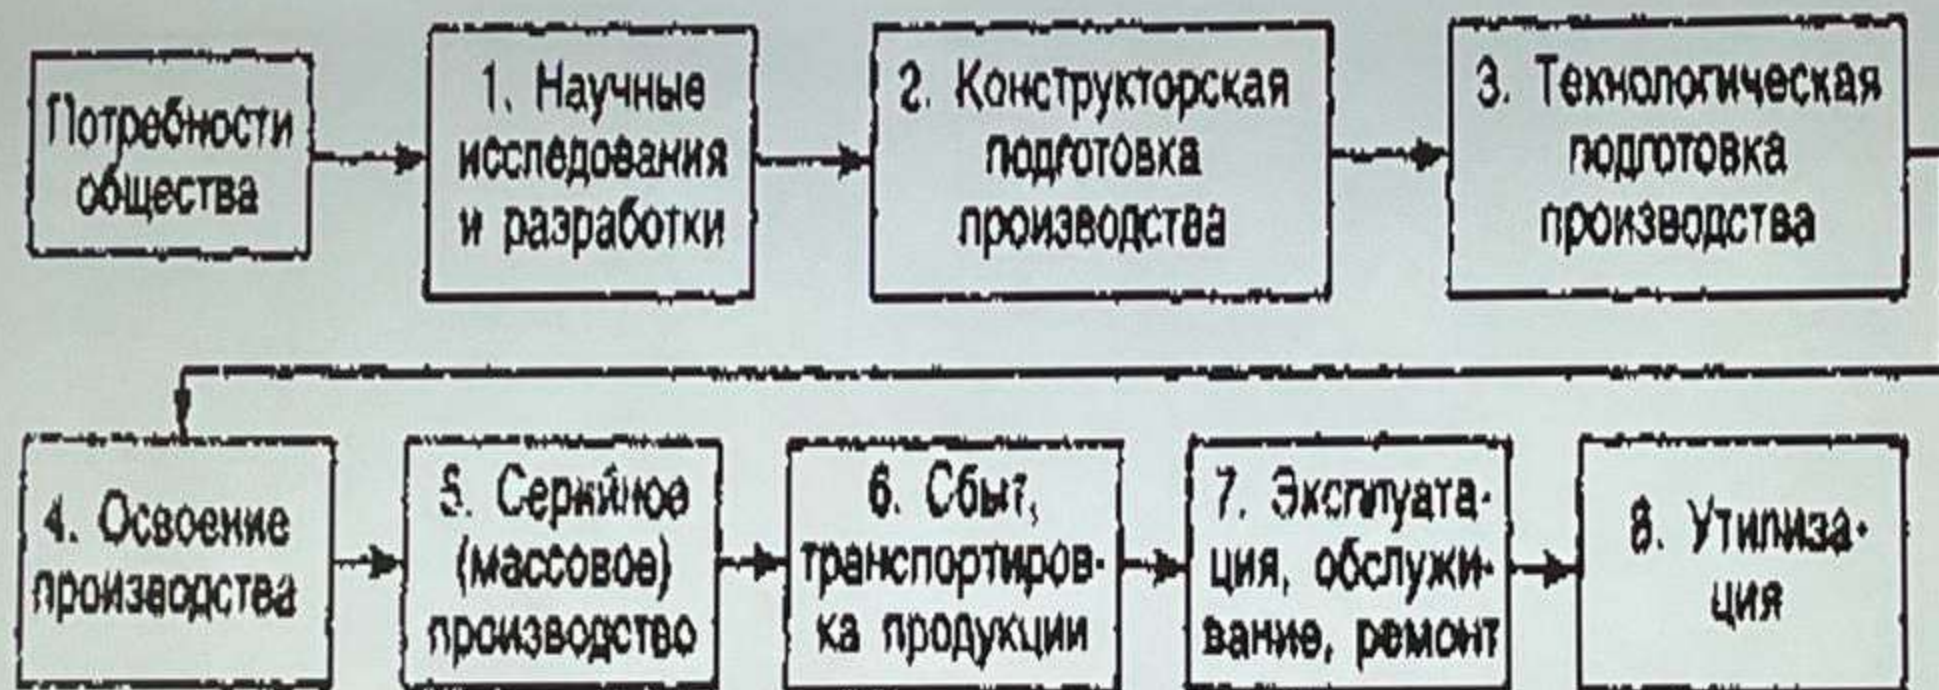 Потребности
общества
1. Научные
исследования
и разработки
2. Конструкторская
подготовка
производства
3. Технологическая
подготовка
производства
4. Освоение
производства
5. Серийное
(массовое)
производство
6. Сбыт,
транспортиров-
ка продукции
7. Эксплуата-
ция, обслужи-
вание, ремонт
8. Утилиза-
ция